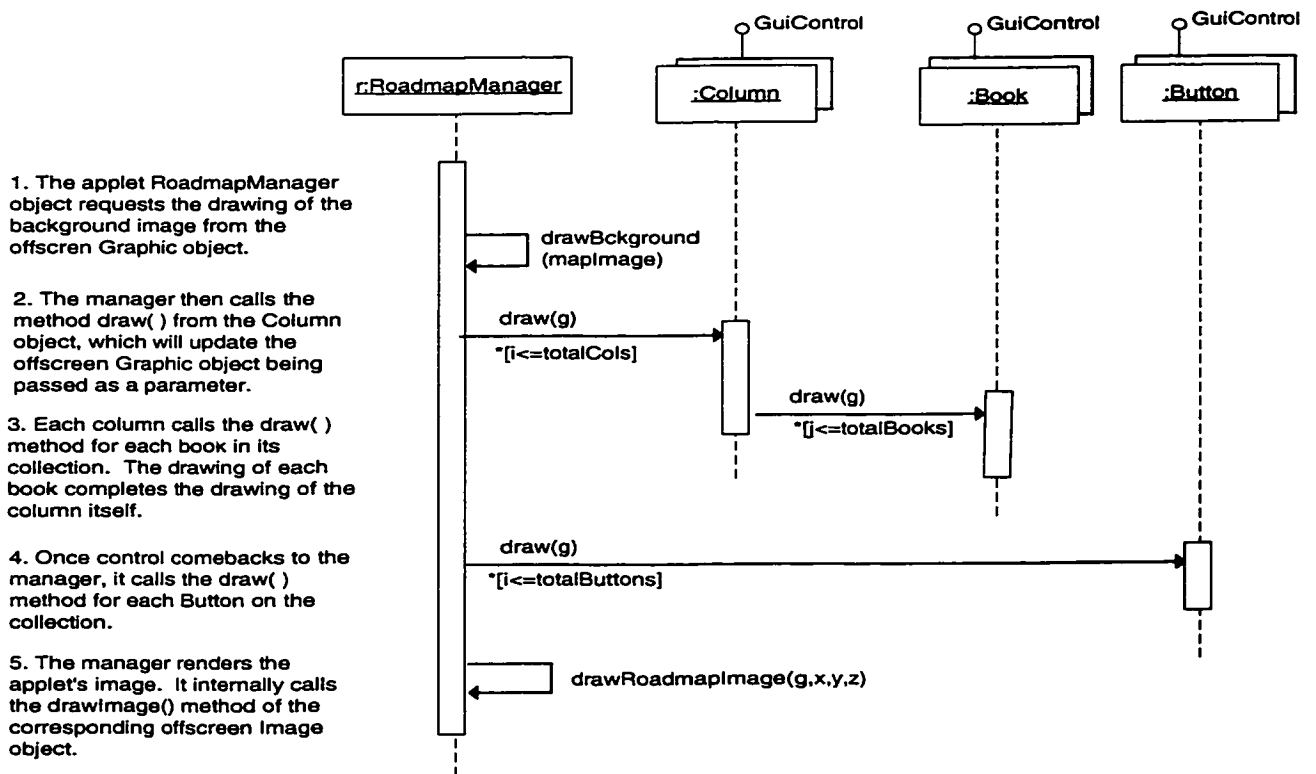 GuiControl
GuiControl
GuiControl
r:RoadmapManager
:Column
:Book
:Button
1. The applet RoadmapManager
object requests the drawing of the
background image from the
offscren Graphic object.
drawBckground
(mapImage)
2. The manager then calls the
method draw( ) from the Column
object, which will update the
offscreen Graphic object being
passed as a parameter.
draw(g)
*[i<=totalCols]
3. Each column calls the draw( )
method for each book in its
collection. The drawing of each
book completes the drawing of the
column itself.
draw(g)
*[j<=totalBooks]
4. Once control comebacks to the
manager, it calls the draw( )
method for each Button on the
collection.
draw(g)
*[i<=totalButtons]
5. The manager renders the
applet's image. It internally calls
the drawImage() method of the
corresponding offscreen Image
object.
drawRoadmapImage(g,x,y,z)